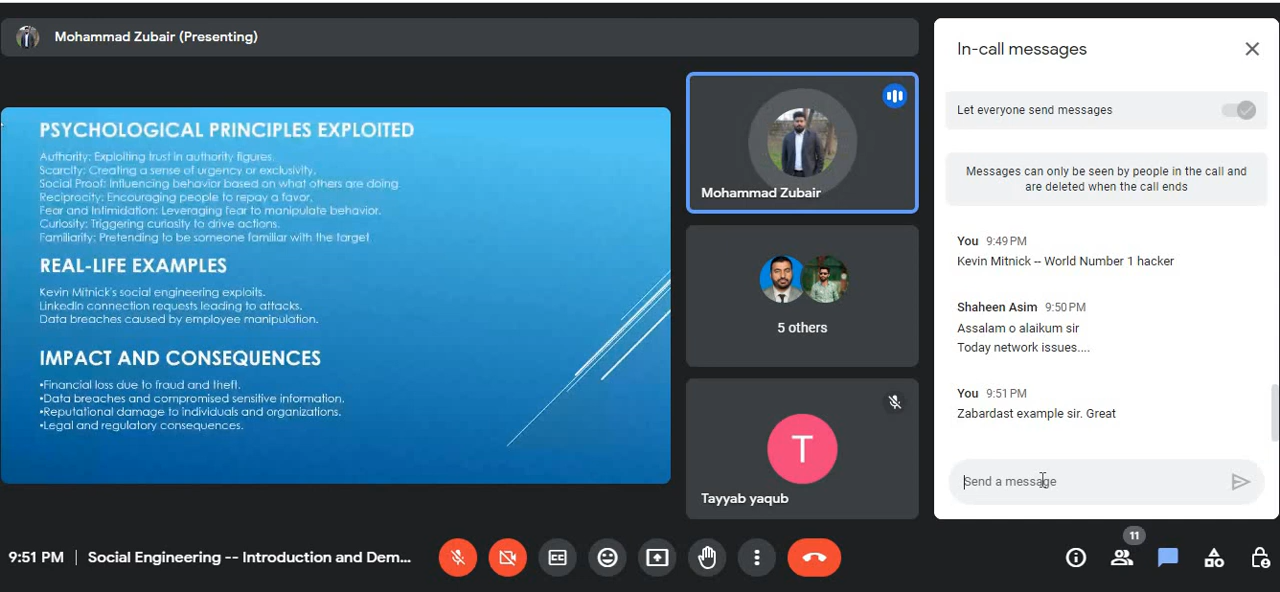 Mohammad Zubair (Presenting)
PSYCHOLOGICAL PRINCIPLES EXPLOITED
Authority: Exploiting trust in authority figures.
Scarcity: Creating a sense of urgency or exclusivity.
Social Proof: Influencing behavior based on what others are doing
Reciprocity: Encouraging people to repay a favor.
Fear and Intimidation: Leveraging fear to manipulate behavior.
Curiosity: Triggering curiosity to drive actions.
Familiarity: Pretending to be someone familiar with the target
REAL-LIFE EXAMPLES
Kevin Mitnick's social engineering exploits.
LinkedIn connection requests leading to attacks.
Data breaches caused by employee manipulation.
IMPACT AND CONSEQUENCES
•Financial loss due to fraud and theft.
•Data breaches and compromised sensitive information.
•Reputational damage to individuals and organizations.
•Legal and regulatory consequences.
Mohammad Zubair
5 others
T
Tayyab yaqub
In-call messages
Let everyone send messages
Messages can only be seen by people in the call and
are deleted when the call ends
You 9:49 PM
Kevin Mitnick -- World Number 1 hacker
Shaheen Asim 9:50 PM
Assalam o alaikum sir
Today network issues....
You 9:51 PM
Zabardast example sir. Great
Send a message
9:51 PM | Social Engineering -- Introduction and Dem...
11